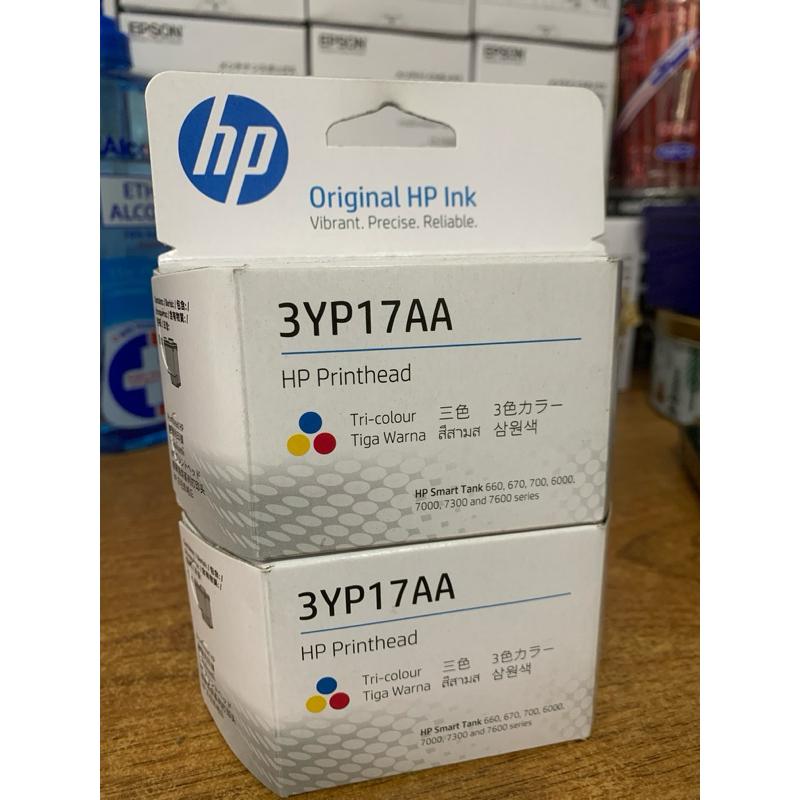 EPSON
EPSON
EPSON
hp
Original HP Ink
Vibrant. Precise. Reliable.
3YP17AA
HP Printhead
Tri-colour 三色 3色カラー
Tiga Warna สีสามส 삼원색
HP Smart Tank 660, 670, 700, 6000,
7000, 7300 and 7600 series
3YP17AA
HP Printhead
Tri-colour 三色 3色カラー
Tiga Warna สีสามส 삼원색
HP Smart Tank 660, 670, 700, 6000,
7000, 7300 and 7600 series